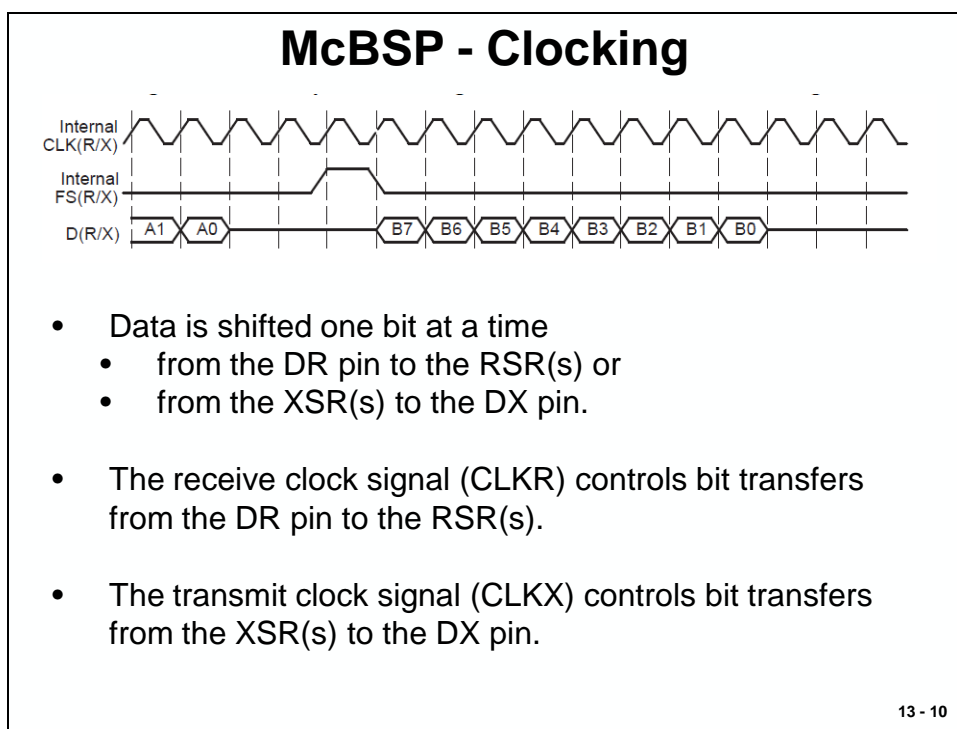 McBSP - Clocking
Internal
CLK(R/X)
Internal
FS(R/X)
D(R/X) A1 A0 B7 B6 B5 B4 B3 B2 B1 B0
• Data is shifted one bit at a time
• from the DR pin to the RSR(s) or
• from the XSR(s) to the DX pin.
• The receive clock signal (CLKR) controls bit transfers
from the DR pin to the RSR(s).
• The transmit clock signal (CLKX) controls bit transfers
from the XSR(s) to the DX pin.
13 - 10